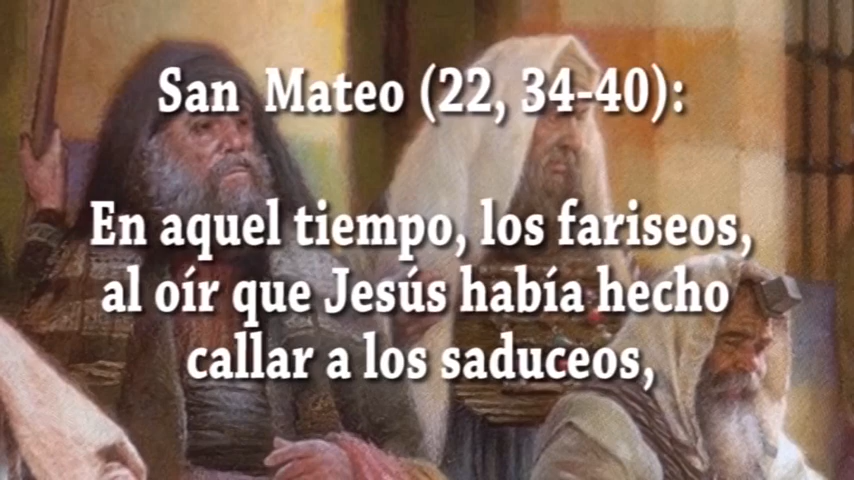 San Mateo (22, 34-40):
En aquel tiempo, los fariseos,
al oír que Jesús había hecho
callar a los saduceos,